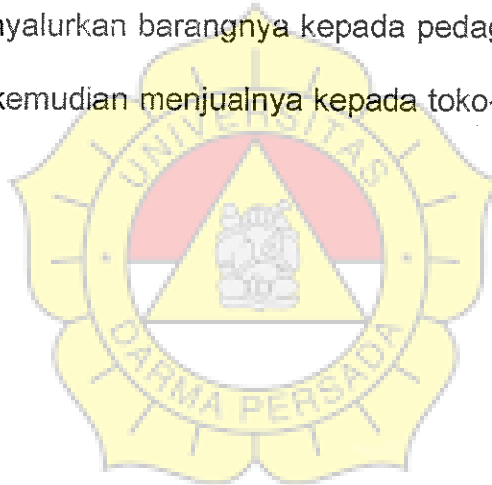 nyalurkan barangnya kepada pedag
kemudian menjualnya kepada toko-
UNIVERSITAS
DARMA PERSADA